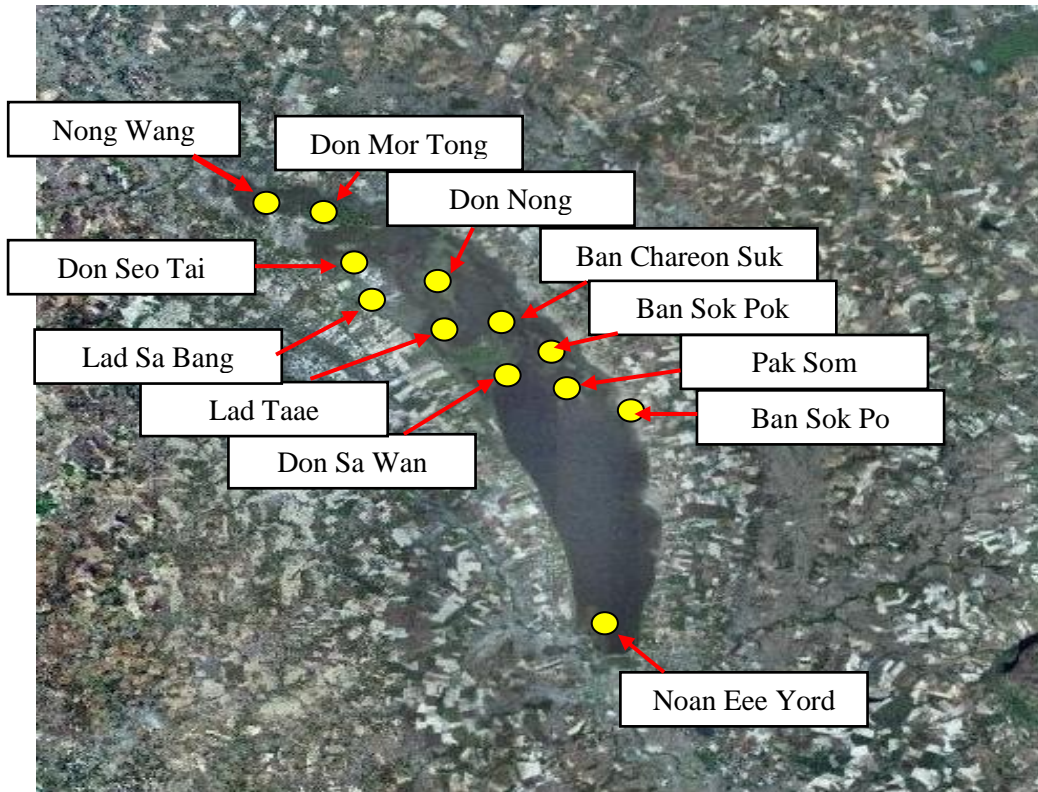 Nong Wang
Don Mor Tong
Don Nong
Ban Chareon Suk
Don Seo Tai
Ban Sok Pok
Lad Sa Bang
Pak Som
Lad Taae
Ban Sok Po
Don Sa Wan
Noan Eee Yord